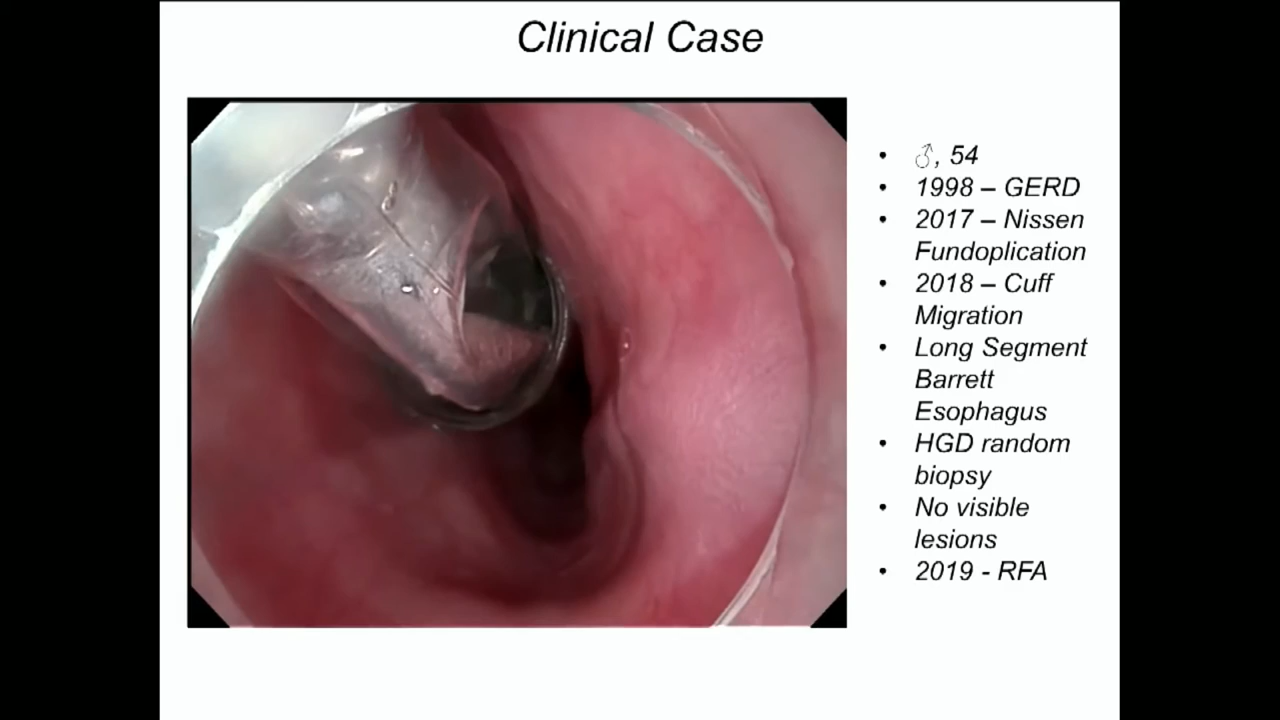 Clinical Case
• ♂, 54
• 1998 – GERD
• 2017 – Nissen
Fundoplication
• 2018 – Cuff
Migration
• Long Segment
Barrett
Esophagus
• HGD random
biopsy
• No visible
lesions
• 2019 - RFA